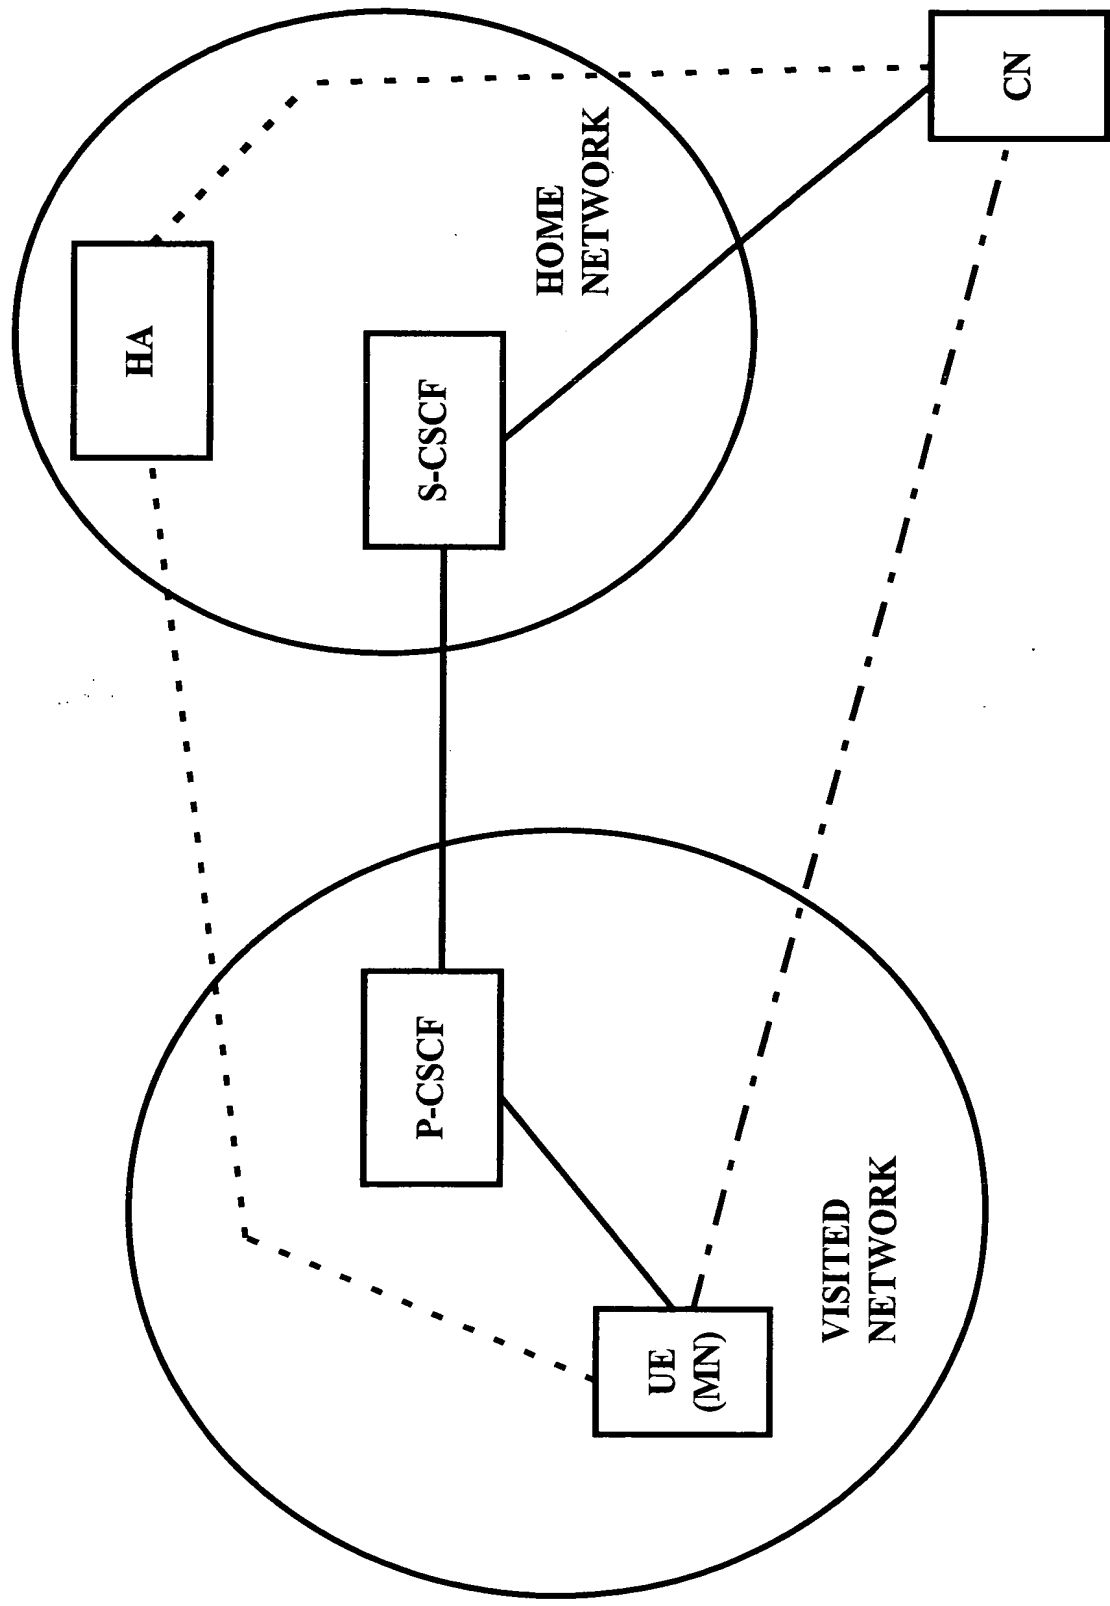 HA
S-CSCF
HOME
NETWORK
CN
P-CSCF
UE
(MN)
VISITED
NETWORK